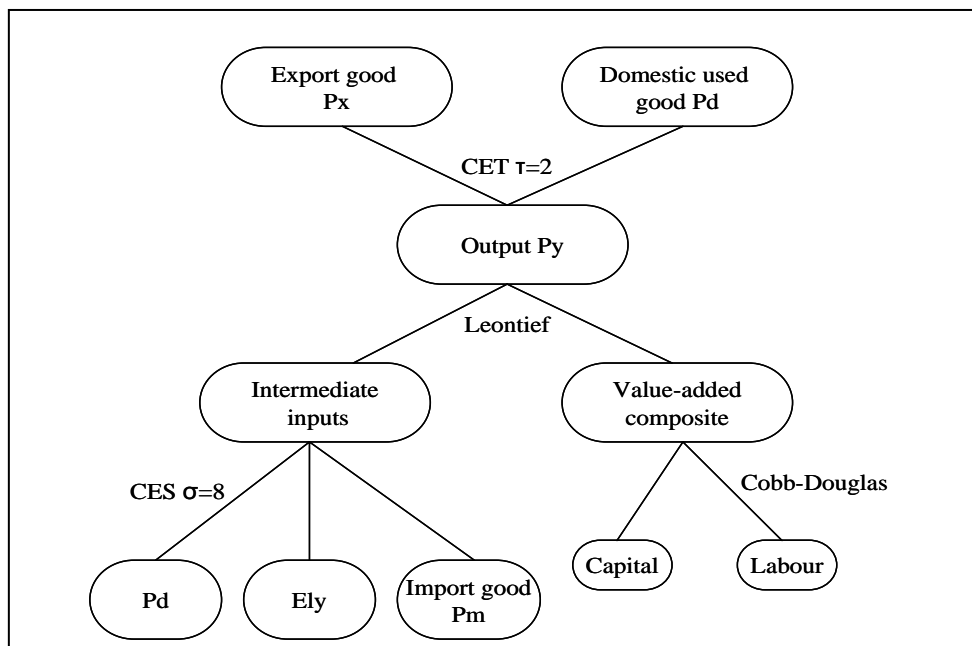 Export good
Px
Domestic used
good Pd
CET τ=2
Output Py
Leontief
Intermediate
inputs
Value-added
composite
CES σ=8
Cobb-Douglas
Pd
Ely
Import good
Pm
Capital
Labour